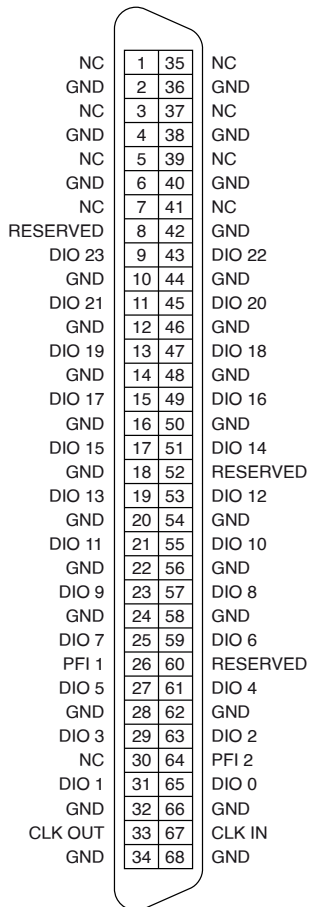 NC 1 35 NC
GND 2 36 GND
NC 3 37 NC
GND 4 38 GND
NC 5 39 NC
GND 6 40 GND
NC 7 41 NC
RESERVED 8 42 GND
DIO 23 9 43 DIO 22
GND 10 44 GND
DIO 21 11 45 DIO 20
GND 12 46 GND
DIO 19 13 47 DIO 18
GND 14 48 GND
DIO 17 15 49 DIO 16
GND 16 50 GND
DIO 15 17 51 DIO 14
GND 18 52 RESERVED
DIO 13 19 53 DIO 12
GND 20 54 GND
DIO 11 21 55 DIO 10
GND 22 56 GND
DIO 9 23 57 DIO 8
GND 24 58 GND
DIO 7 25 59 DIO 6
PFI 1 26 60 RESERVED
DIO 5 27 61 DIO 4
GND 28 62 GND
DIO 3 29 63 DIO 2
NC 30 64 PFI 2
DIO 1 31 65 DIO 0
GND 32 66 GND
CLK OUT 33 67 CLK IN
GND 34 68 GND